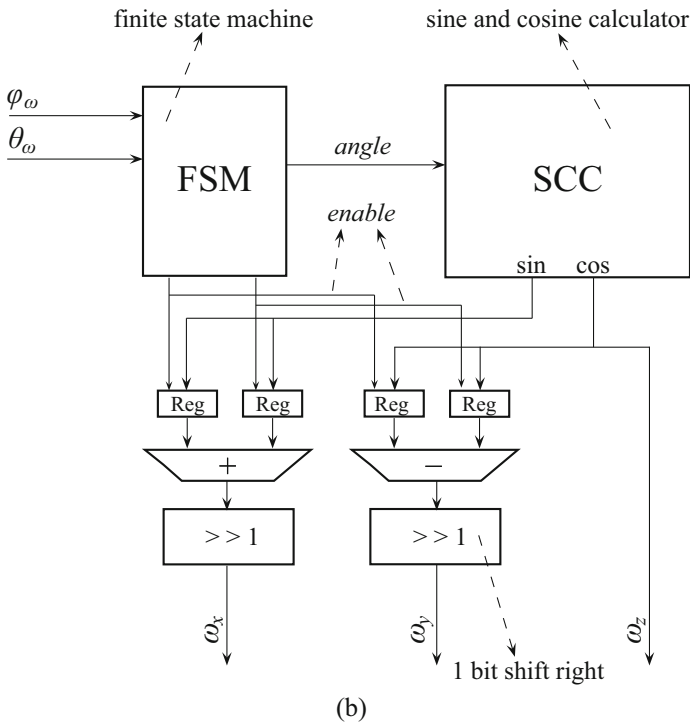 finite state machine
sine and cosine calculator
φω
θω
FSM
angle
SCC
enable
sin
cos
Reg
Reg
Reg
Reg
+
−
> > 1
> > 1
ωx
ωy
ωz
1 bit shift right
(b)